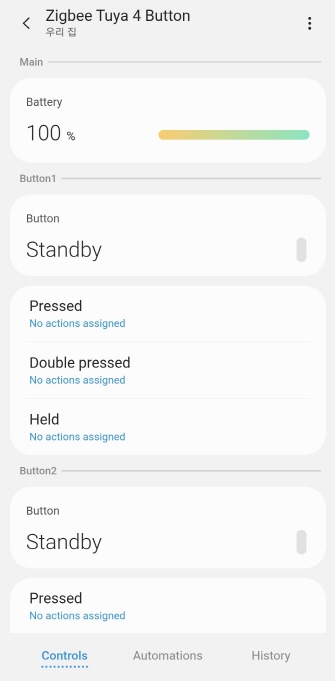 Zigbee Tuya 4 Button
우리 집
Main
Battery
100 %
Button1
Button
Standby
Pressed
No actions assigned
Double pressed
No actions assigned
Held
No actions assigned
Button2
Button
Standby
Pressed
No actions assigned
Controls Automations History